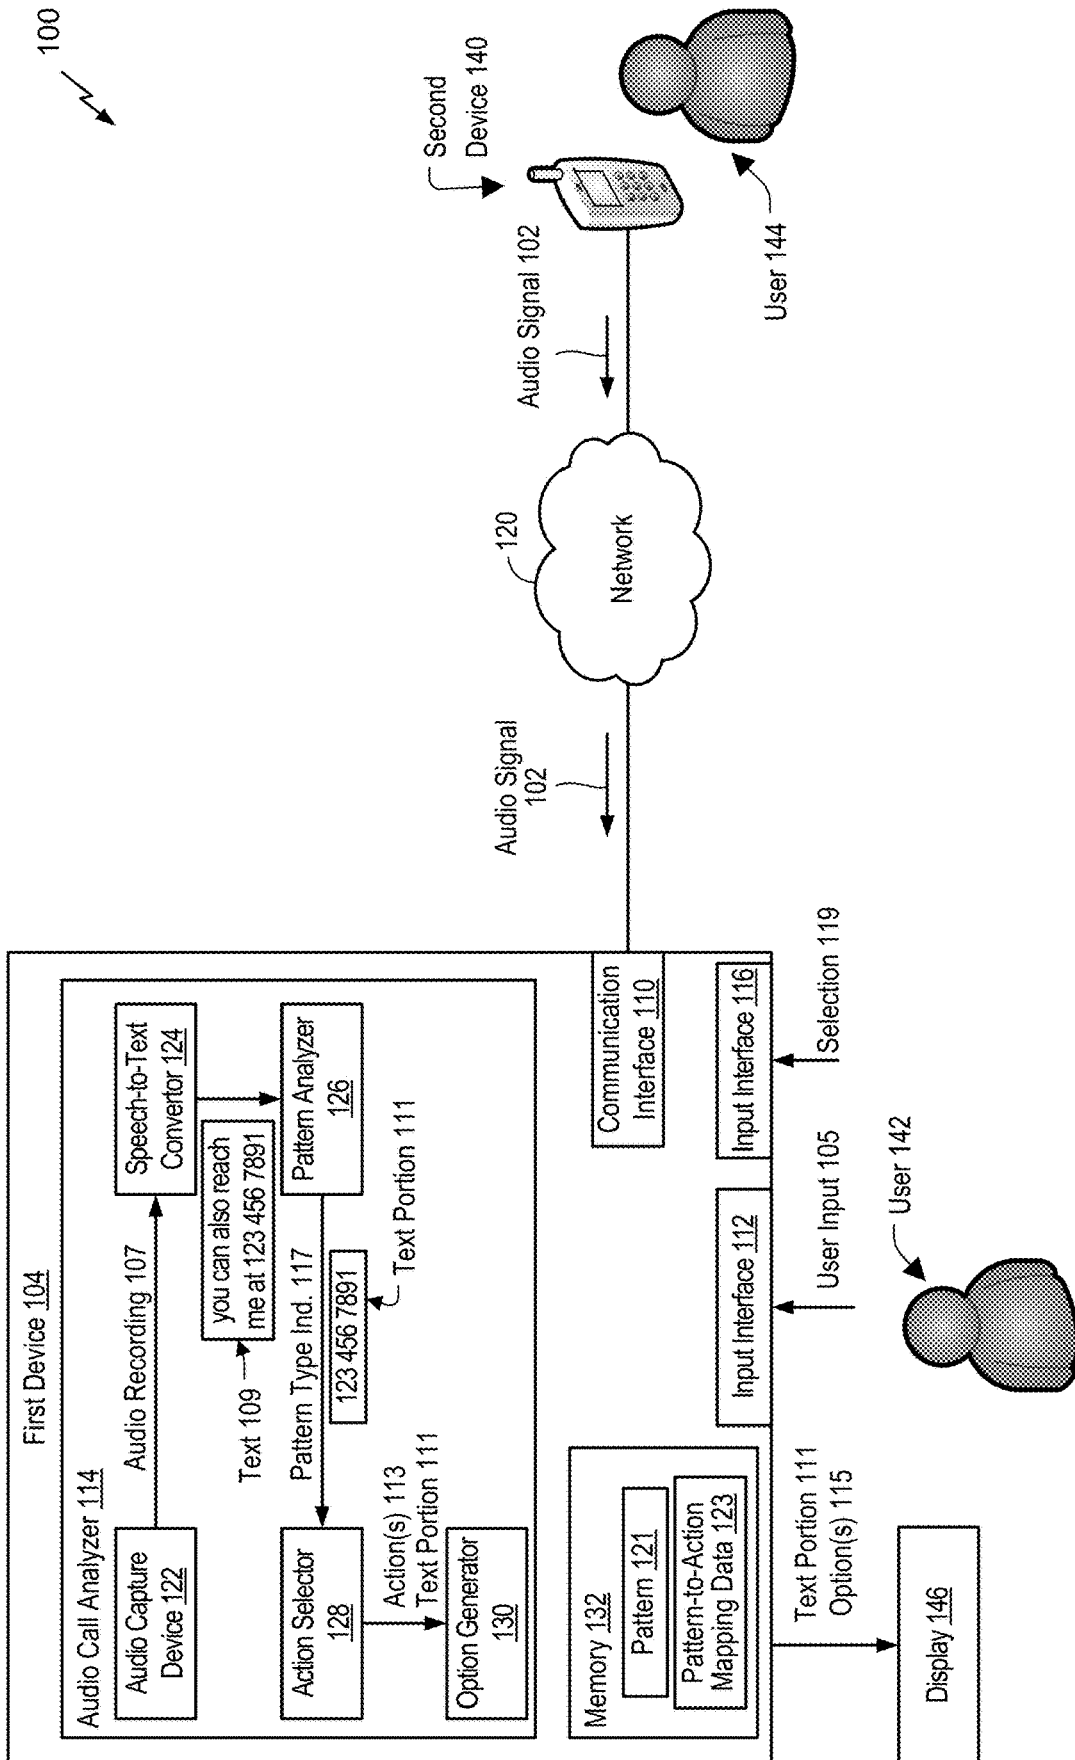 100
First Device 104
Audio Call Analyzer 114
Audio Capture
Device 122
Audio Recording 107
Speech-to-Text
Convertor 124
Text 109
you can also reach
me at 123 456 7891
Action Selector
128
Pattern Type Ind. 117
123 456 7891
Text Portion 111
Pattern Analyzer
126
Action(s) 113
Text Portion 111
Option Generator
130
Memory 132
Pattern 121
Pattern-to-Action
Mapping Data 123
Communication
Interface 110
Input Interface 112
Input Interface 116
Text Portion 111
Option(s) 115
Display 146
User Input 105
User 142
Selection 119
Audio Signal
102
120
Network
Audio Signal 102
Second
Device 140
User 144